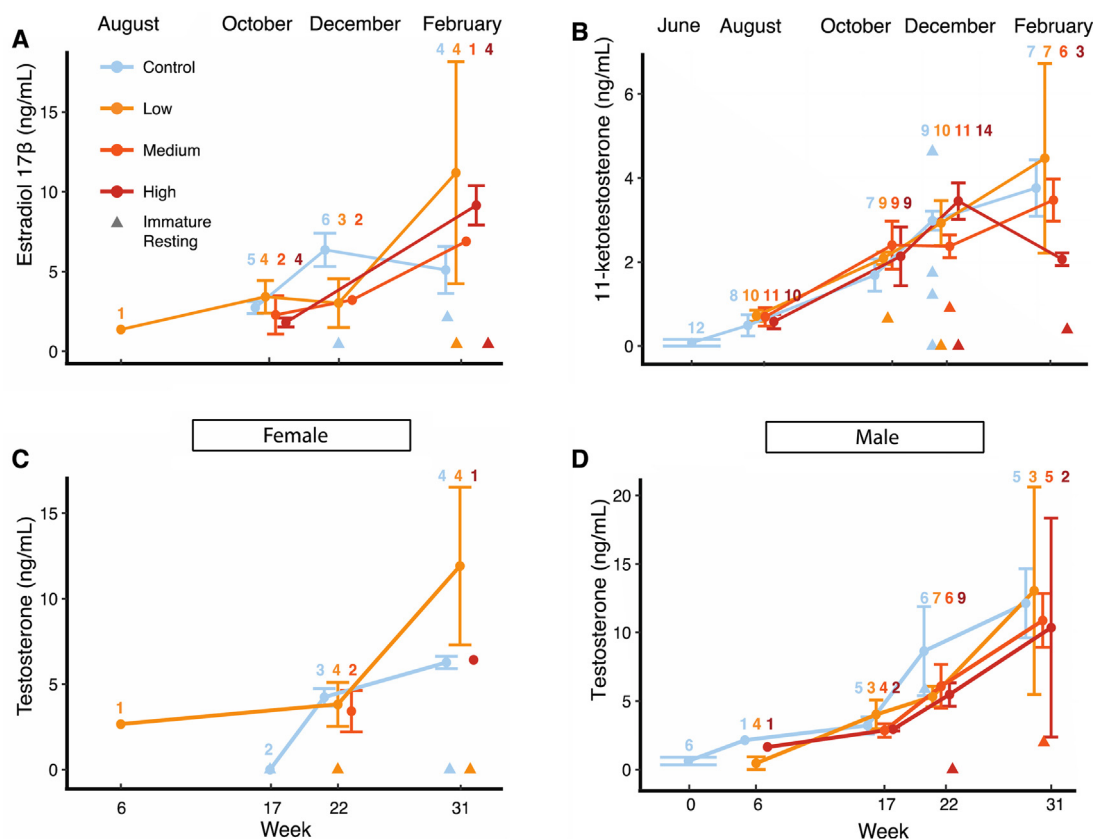 A
August October December February
4 4 1 4
Estradiol 17β (ng/mL)
15
10
5
0
Control
Low
Medium
High
Immature
Resting
1
5 4 2 4
6 3 2
B
June August October December February
7 7 6 3
11-ketotestosterone (ng/mL)
6
4
2
0
12
8 10 11 10
7 9 9 9
9 10 11 14
Female
C
4 4 1
Testosterone (ng/mL)
15
10
5
0
1
2
3 4 2
6 17 22 31
Week
Male
D
5 3 5 2
Testosterone (ng/mL)
20
15
10
5
0
6
1 4 1
5 3 4 2
6 7 6 9
0 6 17 22 31
Week